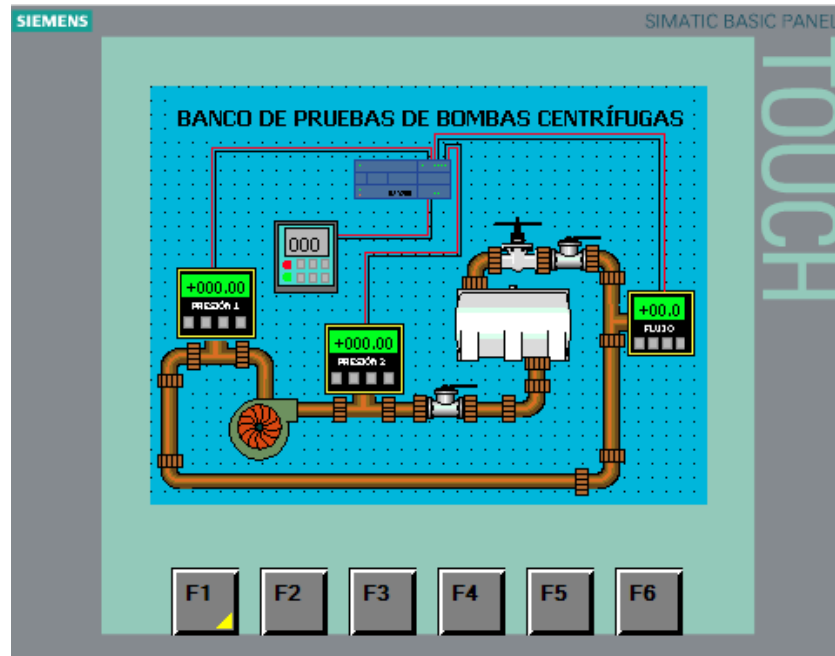 SIEMENS
SIMATIC BASIC PANEL
TOUCH
BANCO DE PRUEBAS DE BOMBAS CENTRÍFUGAS
000
+000.00
PRESIÓN 1
+000.00
PRESIÓN 2
+00.0
FLUJO
F1
F2
F3
F4
F5
F6